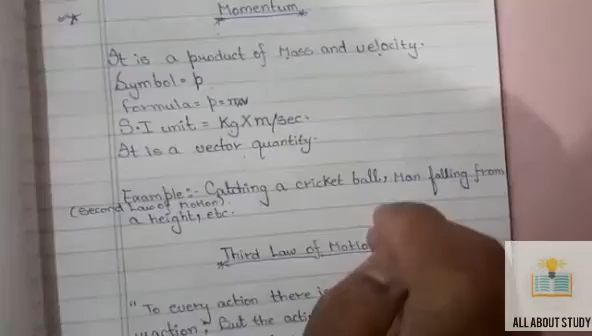 Momentum
It is a product of Mass and velocity.
Symbol = p
formula = p = mv
S.I unit = Kg X m/sec.
It is a vector quantity.
Example:- Catching a cricket ball, Man falling from
(Second Law of Motion)
a height, etc.
Third Law of Motio
"To every action there i
reaction", But the acti
ALL ABOUT STUDY